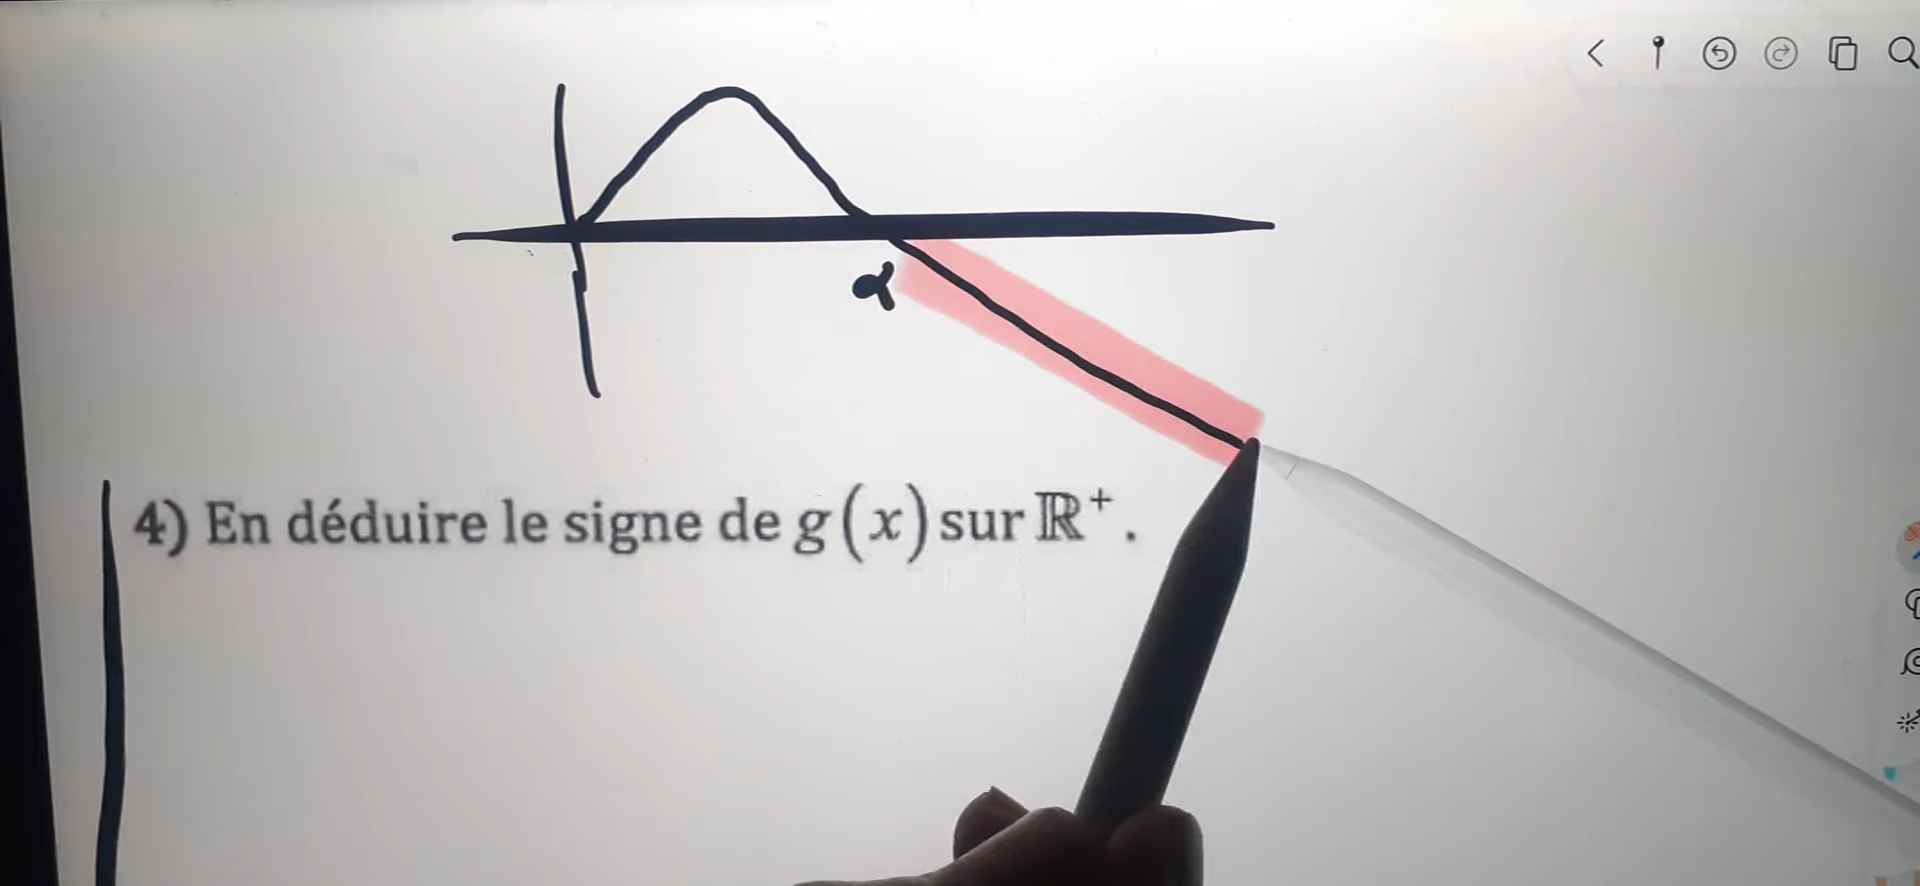 α
4) En déduire le signe de g(x) sur ℝ⁺ .